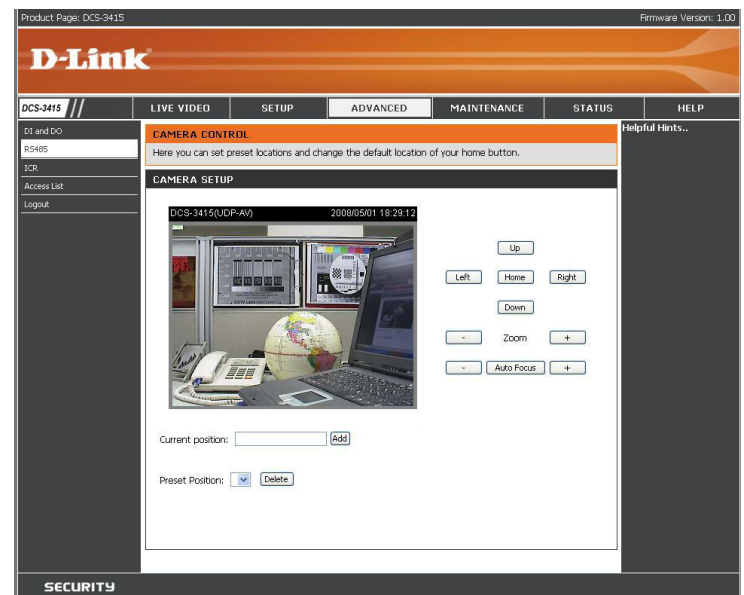 Product Page: DCS-3415 Firmware Version: 1.00
D-Link
DCS-3415 LIVE VIDEO SETUP ADVANCED MAINTENANCE STATUS HELP
DI and DO
RS485
ICR
Access List
Logout
CAMERA CONTROL
Here you can set preset locations and change the default location of your home button.
CAMERA SETUP
DCS-3415(UDP-AV) 2008/05/01 18:29:12
Up
Left Home Right
Down
- Zoom +
- Auto Focus +
Current position: Add
Preset Position: Delete
Helpful Hints..
SECURITY